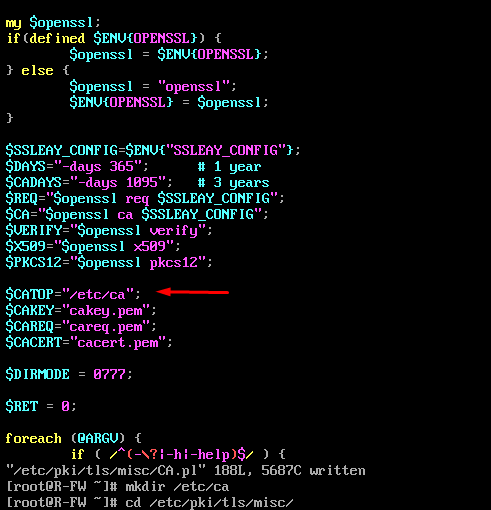 my $openssl;
if(defined $ENV{OPENSSL}) {
$openssl = $ENV{OPENSSL};
} else {
$openssl = "openssl";
$ENV{OPENSSL} = $openssl;
}
$SSLEAY_CONFIG=$ENV{"SSLEAY_CONFIG"};
$DAYS="-days 365"; # 1 year
$CADAYS="-days 1095"; # 3 years
$REQ="$openssl req $SSLEAY_CONFIG";
$CA="$openssl ca $SSLEAY_CONFIG";
$VERIFY="$openssl verify";
$X509="$openssl x509";
$PKCS12="$openssl pkcs12";
$CATOP="/etc/ca";
$CAKEY="cakey.pem";
$CAREQ="careq.pem";
$CACERT="cacert.pem";
$DIRMODE = 0777;
$RET = 0;
foreach (@ARGV) {
if ( /^(-\?|-h|-help)$/ ) {
"/etc/pki/tls/misc/CA.pl" 188L, 5687C written
[root@R-FW ~]# mkdir /etc/ca
[root@R-FW ~]# cd /etc/pki/tls/misc/